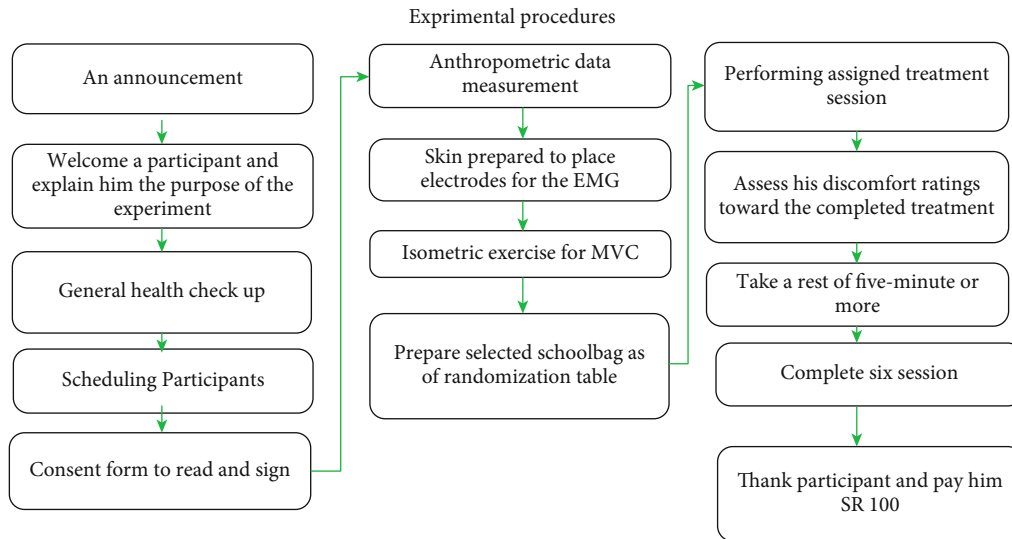 Exprimental procedures
An announcement
Welcome a participant and
explain him the purpose of the
experiment
General health check up
Scheduling Participants
Consent form to read and sign
Anthropometric data
measurement
Skin prepared to place
electrodes for the EMG
Isometric exercise for MVC
Prepare selected schoolbag as
of randomization table
Performing assigned treatment
session
Assess his discomfort ratings
toward the completed treatment
Take a rest of five-minute or
more
Complete six session
Thank participant and pay him
SR 100